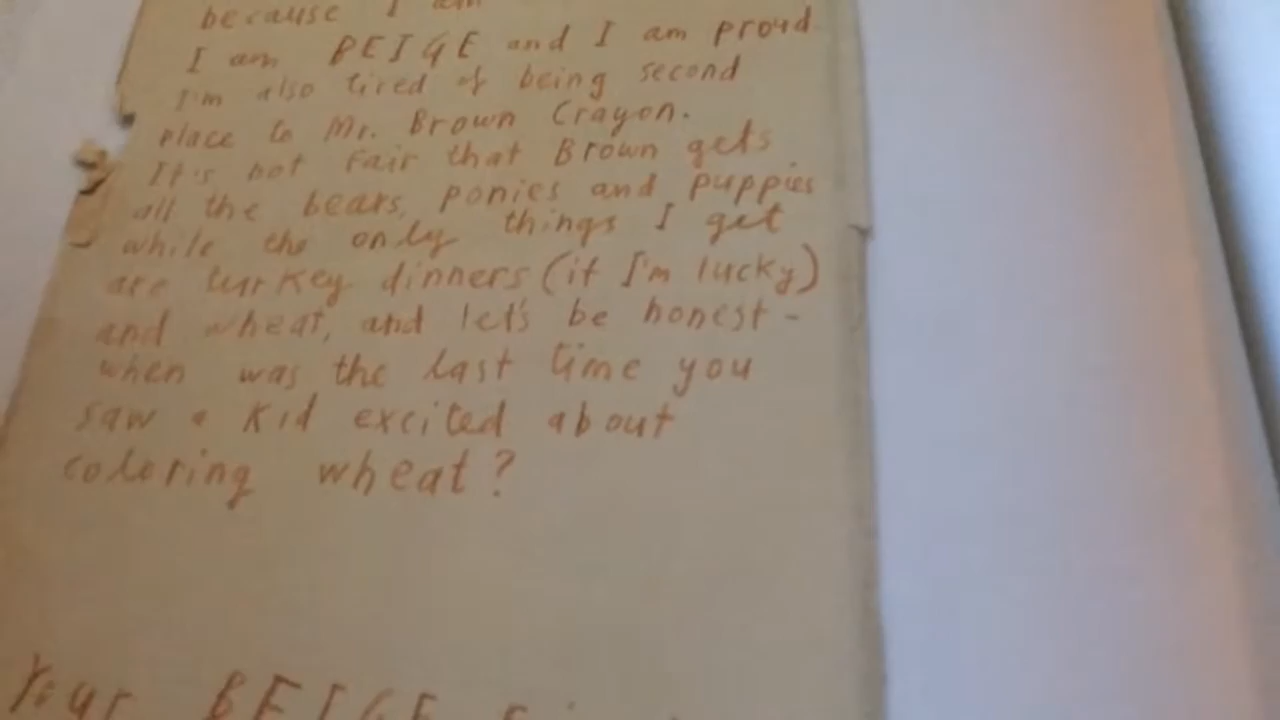 because I am
I am BEIGE and I am proud
I'm also tired of being second
place to Mr. Brown Crayon.
It's not fair that Brown gets
all the bears, ponies and puppies
while the only things I get
are turkey dinners (if I'm lucky)
and wheat, and let's be honest -
when was the last time you
saw a kid excited about
coloring wheat?
Your BEIGE